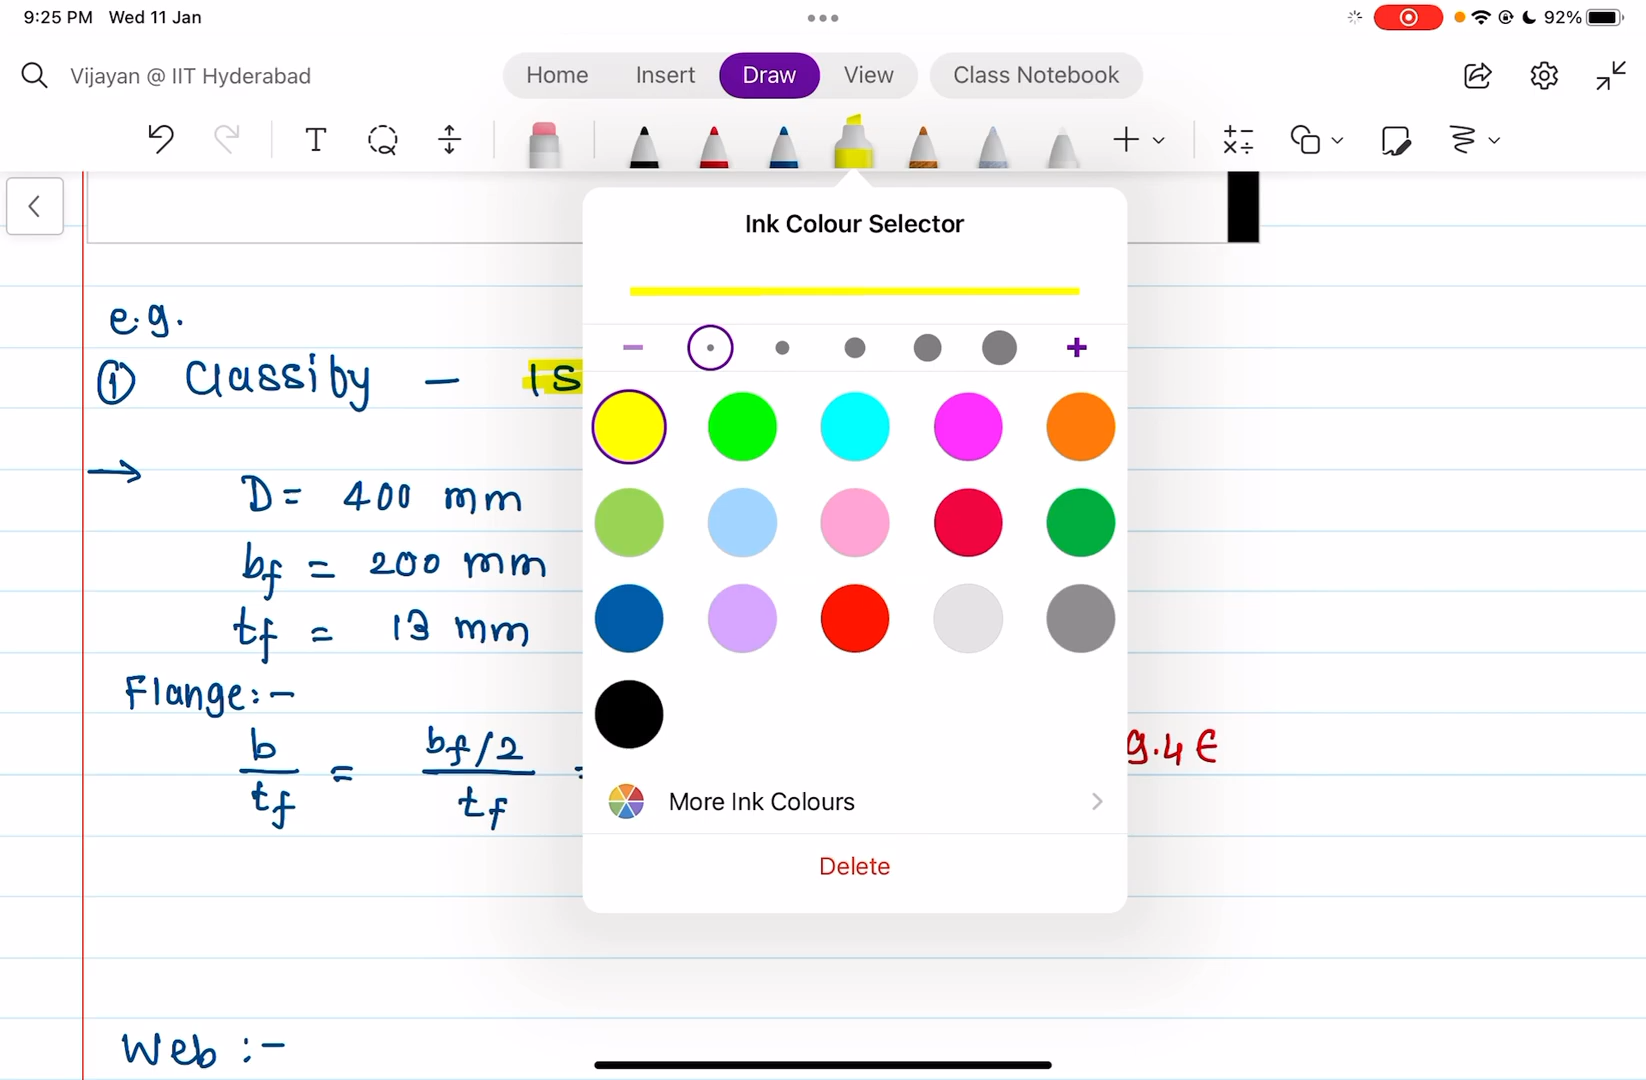 9:25 PM Wed 11 Jan
92%
Vijayan @ IIT Hyderabad
Home Insert Draw View Class Notebook
T
Ink Colour Selector
e.g.
① Classify – IS
→
D = 400 mm
bf = 200 mm
tf = 13 mm
Flange:-
b/tf = bf/2/tf = 9.4 ϵ
More Ink Colours
Delete
Web :-